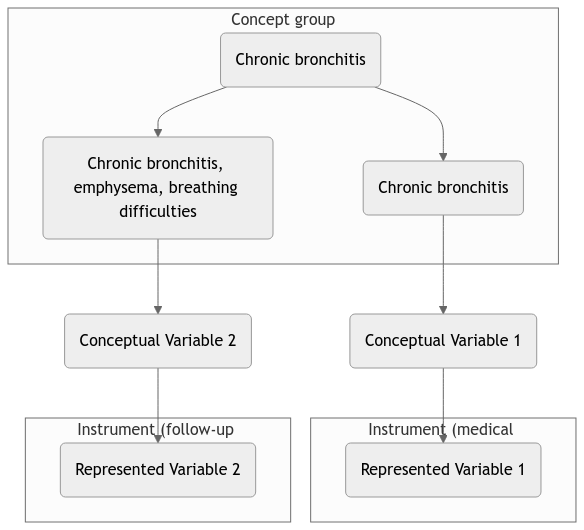 Concept group
Chronic bronchitis
Chronic bronchitis,
emphysema, breathing
difficulties
Chronic bronchitis
Conceptual Variable 2
Conceptual Variable 1
Instrument (follow-up
Represented Variable 2
Instrument (medical
Represented Variable 1